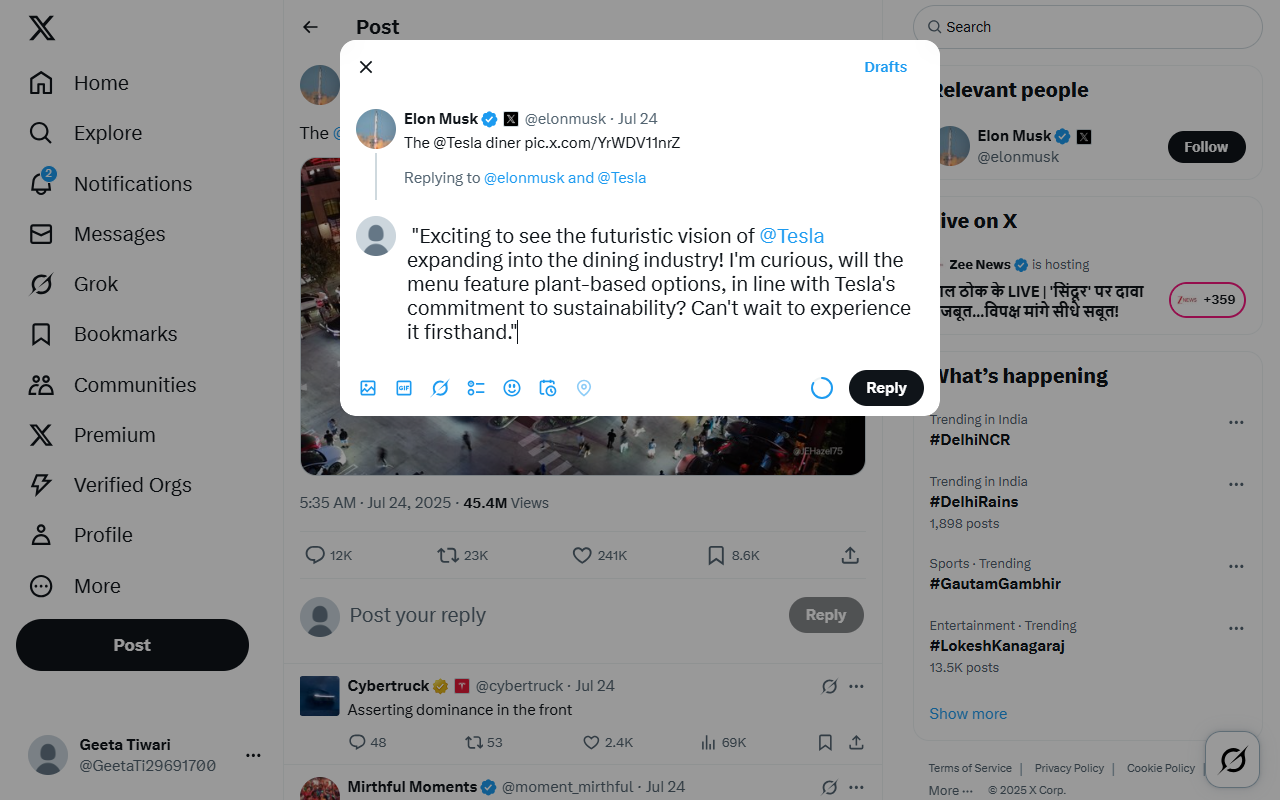 Home
Explore
2
Notifications
Messages
Grok
Bookmarks
Communities
Premium
Verified Orgs
Profile
More
Post
Geeta Tiwari
@GeetaTi29691700
Post
The @
@JEHazel75
5:35 AM · Jul 24, 2025 · 45.4M Views
12K
23K
241K
8.6K
Post your reply
Reply
Cybertruck @cybertruck · Jul 24
Asserting dominance in the front
48
53
2.4K
69K
Mirthful Moments @moment_mirthful · Jul 24
Drafts
Elon Musk @elonmusk · Jul 24
The @Tesla diner pic.x.com/YrWDV11nrZ
Replying to @elonmusk and @Tesla
"Exciting to see the futuristic vision of @Tesla
expanding into the dining industry! I'm curious, will the
menu feature plant-based options, in line with Tesla's
commitment to sustainability? Can't wait to experience
it firsthand."
GIF
Reply
Search
Relevant people
Elon Musk
@elonmusk
Follow
Live on X
Zee News is hosting
ताल ठोक के LIVE | 'सिंदूर' पर दावा
मजबूत...विपक्ष मांगे सीधे सबूत!
+359
What's happening
Trending in India
#DelhiNCR
Trending in India
#DelhiRains
1,898 posts
Sports · Trending
#GautamGambhir
Entertainment · Trending
#LokeshKanagaraj
13.5K posts
Show more
Terms of Service | Privacy Policy | Cookie Policy |
More ··· © 2025 X Corp.